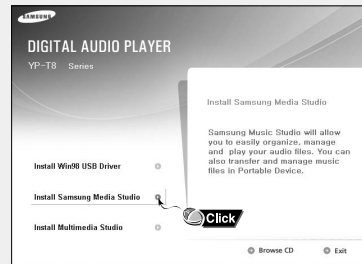 SAMSUNG
DIGITAL AUDIO PLAYER
YP-T8 Series
Install Samsung Media Studio
Samsung Music Studio will allow
you to easily organize, manage
and play your audio files. You can
also transfer and manage music
files in Portable Device.
Install Win98 USB Driver
Install Samsung Media Studio
Click
Install Multimedia Studio
Browse CD
Exit